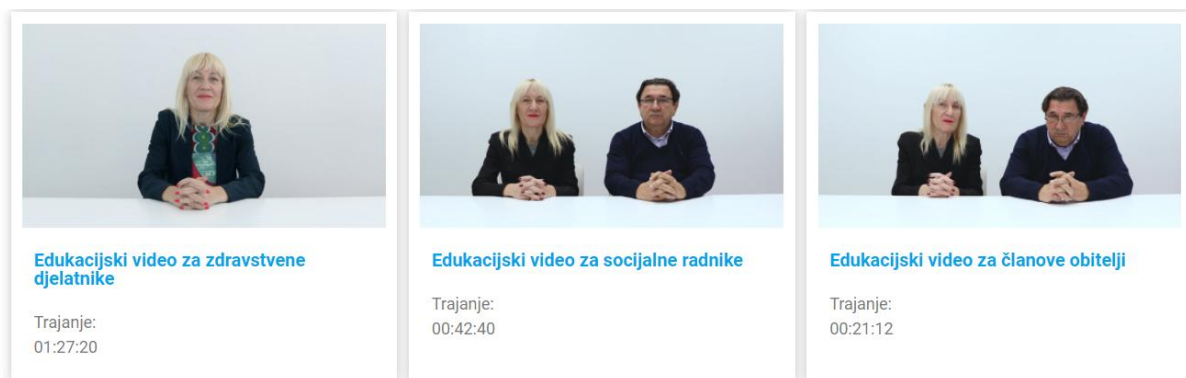 Edukacijski video za zdravstvene
djelatnike
Trajanje:
01:27:20
Edukacijski video za socijalne radnike
Trajanje:
00:42:40
Edukacijski video za članove obitelji
Trajanje:
00:21:12